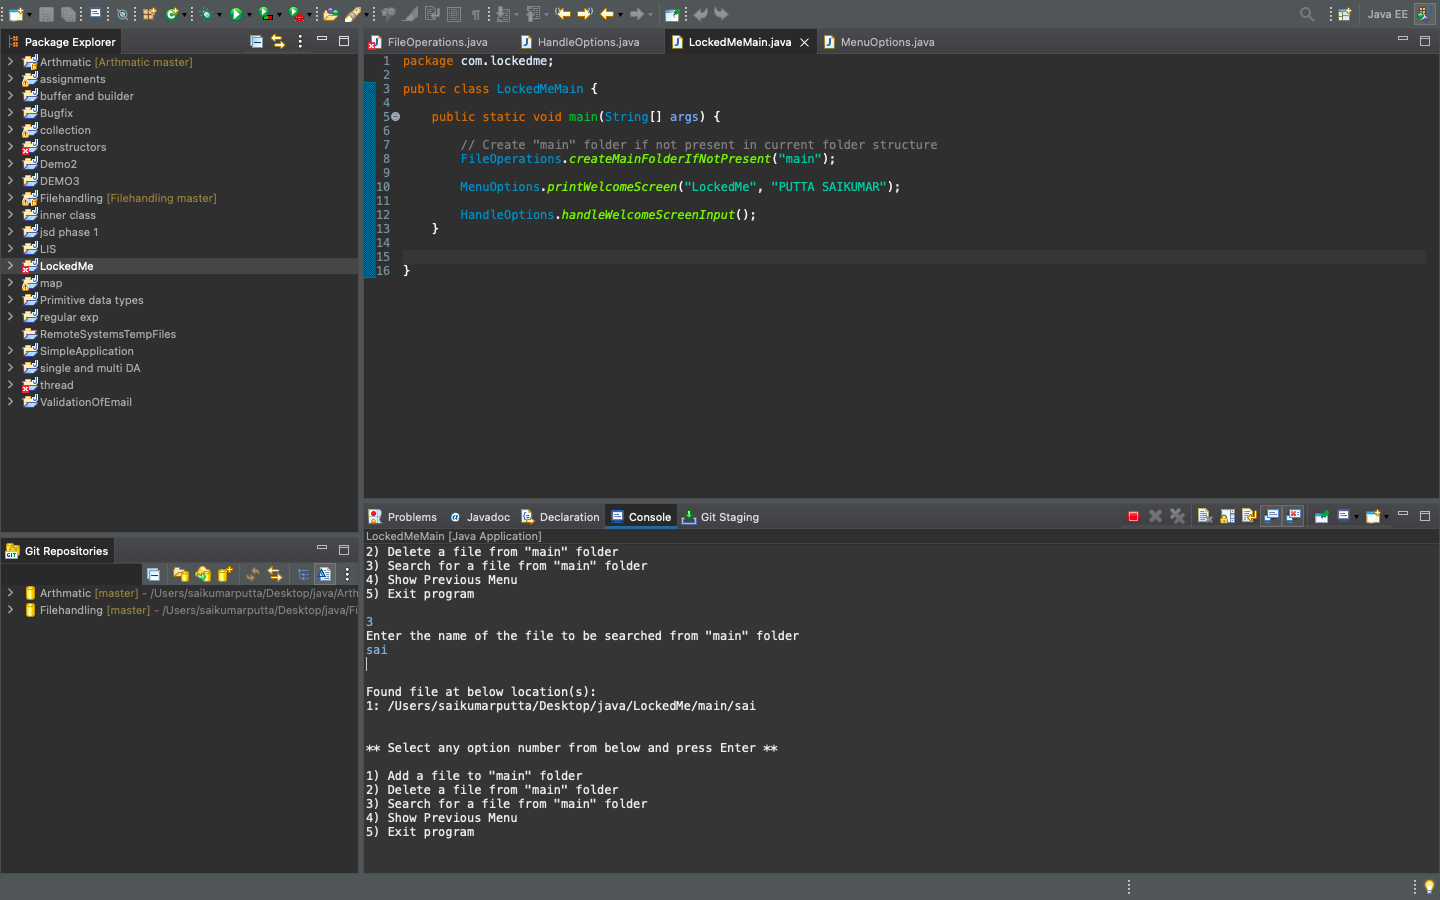 Java EE
Package Explorer
Arthmatic [Arthmatic master]
assignments
buffer and builder
Bugfix
collection
constructors
Demo2
DEMO3
Filehandling [Filehandling master]
inner class
jsd phase 1
LIS
LockedMe
map
Primitive data types
regular exp
RemoteSystemsTempFiles
SimpleApplication
single and multi DA
thread
ValidationOfEmail
Git Repositories
Arthmatic [master] - /Users/saikumarputta/Desktop/java/Arth
Filehandling [master] - /Users/saikumarputta/Desktop/java/Fi
FileOperations.java HandleOptions.java LockedMeMain.java MenuOptions.java
1 package com.lockedme;
2
3 public class LockedMeMain {
4
5 public static void main(String[] args) {
6
7 // Create "main" folder if not present in current folder structure
8 FileOperations.createMainFolderIfNotPresent("main");
9
10 MenuOptions.printWelcomeScreen("LockedMe", "PUTTA SAIKUMAR");
11
12 HandleOptions.handleWelcomeScreenInput();
13 }
14
15
16 }
Problems Javadoc Declaration Console Git Staging
LockedMeMain [Java Application]
2) Delete a file from "main" folder
3) Search for a file from "main" folder
4) Show Previous Menu
5) Exit program
3
Enter the name of the file to be searched from "main" folder
sai
Found file at below location(s):
1: /Users/saikumarputta/Desktop/java/LockedMe/main/sai
** Select any option number from below and press Enter **
1) Add a file to "main" folder
2) Delete a file from "main" folder
3) Search for a file from "main" folder
4) Show Previous Menu
5) Exit program